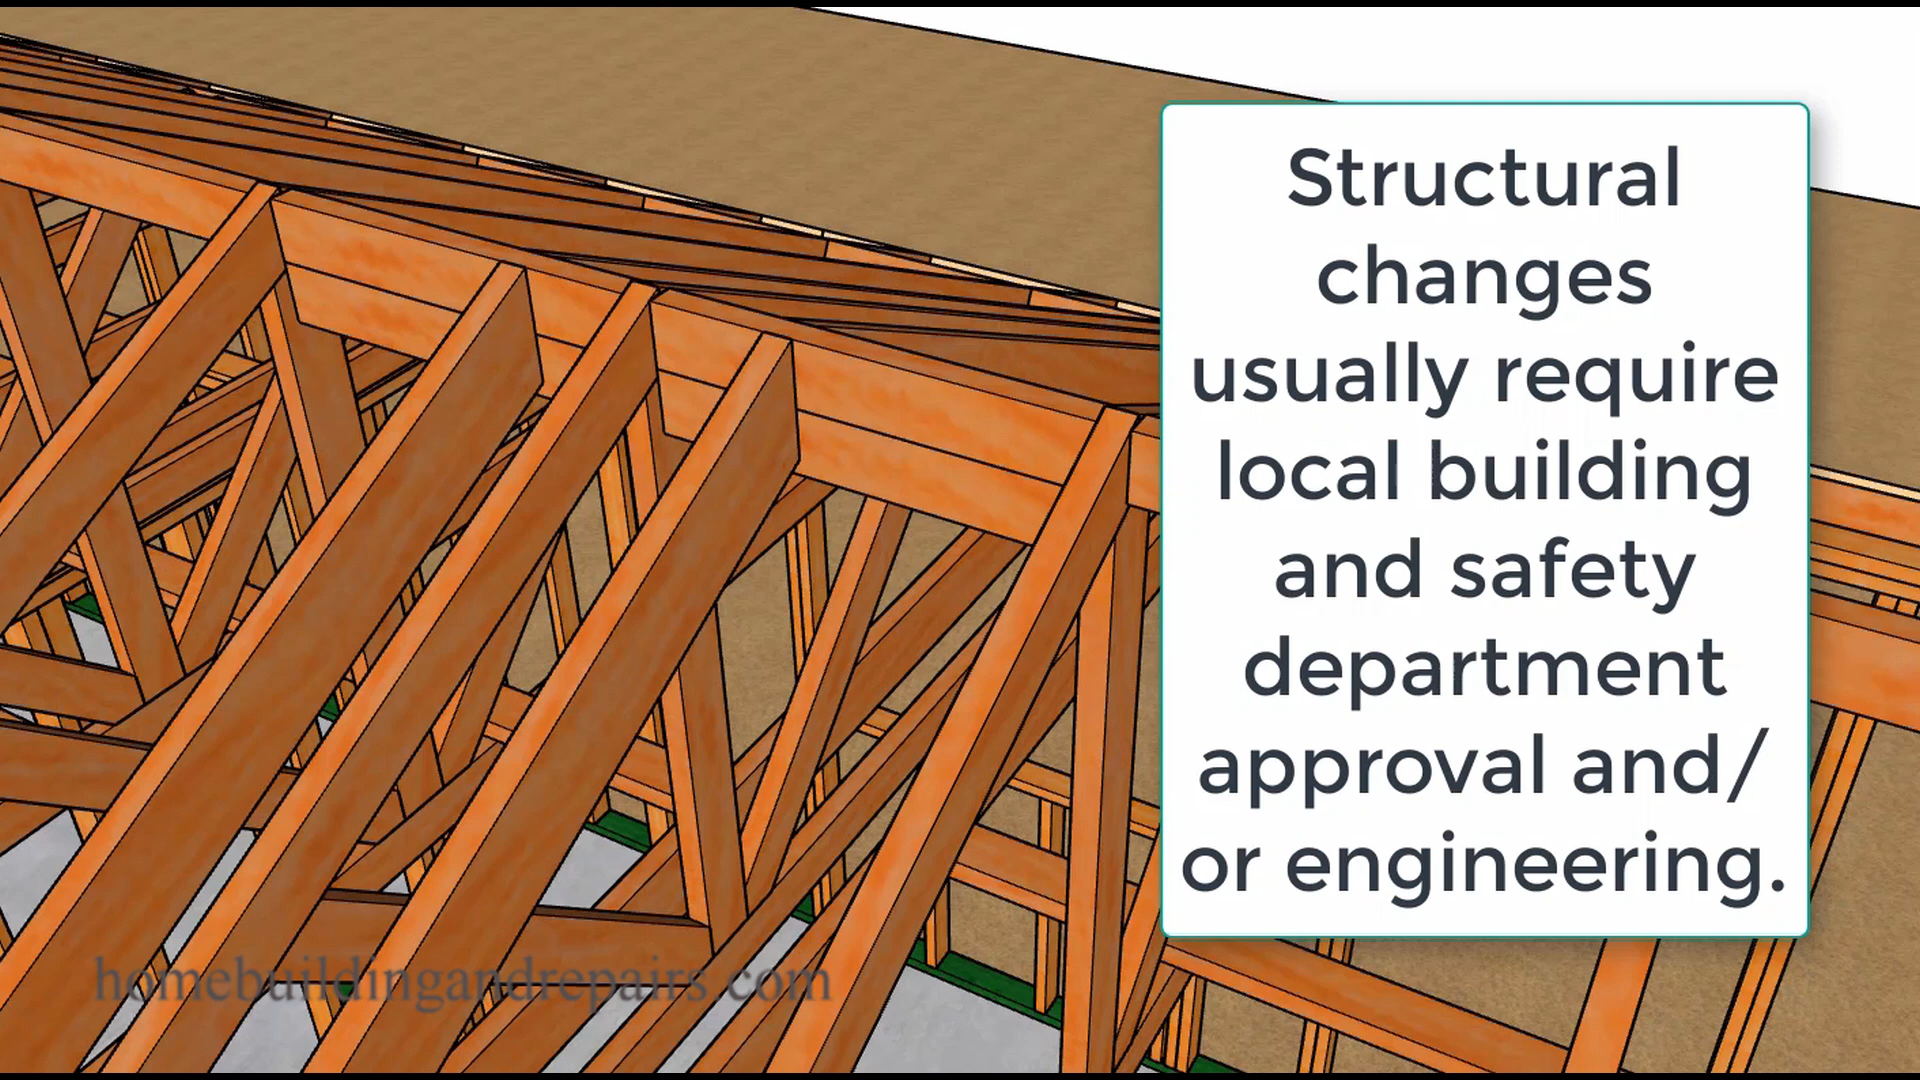 Structural
changes
usually require
local building
and safety
department
approval and/
or engineering.
homebuildingandrepairs.com